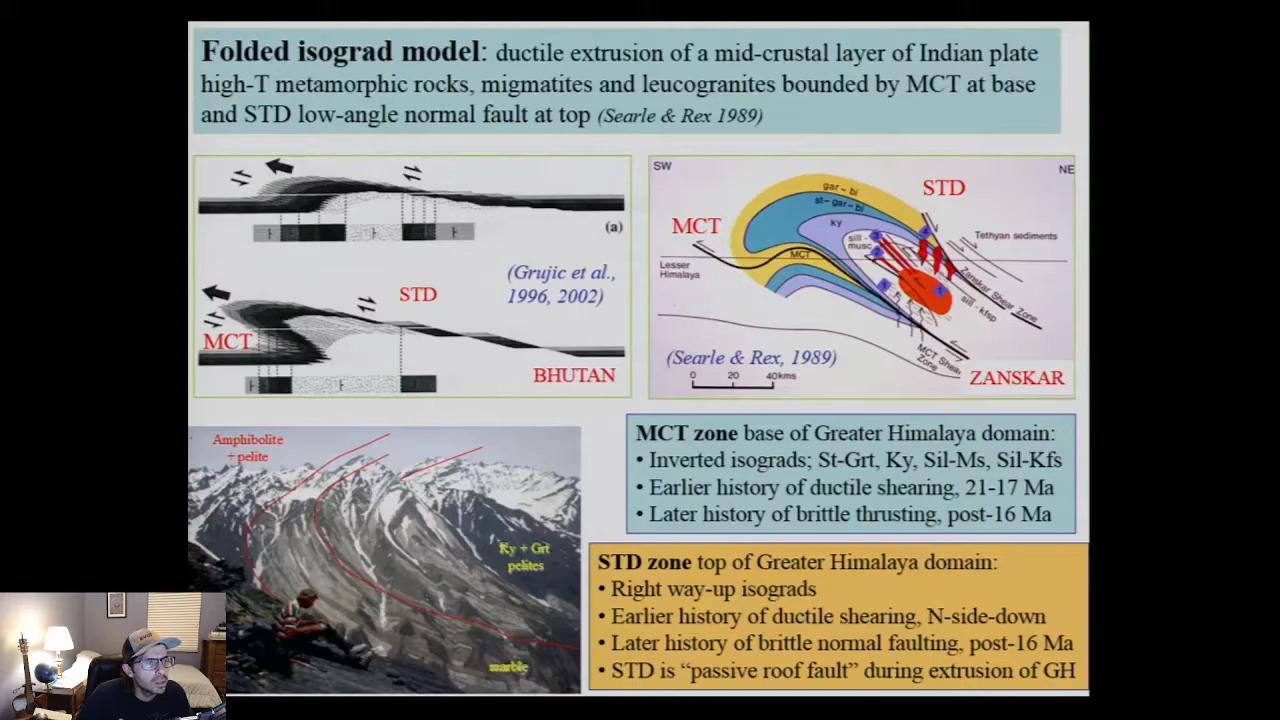 Folded isograd model: ductile extrusion of a mid-crustal layer of Indian plate
high-T metamorphic rocks, migmatites and leucogranites bounded by MCT at base
and STD low-angle normal fault at top (Searle & Rex 1989)
(a)
(Grujic et al.,
1996, 2002)
STD
MCT
BHUTAN
SW
NE
gar - bi
STD
st - gar - bi
MCT
ky
sill -
musc
Tethyan sediments
MCT
Lesser
Himalaya
Zanskar Shear Zone
sill - kfsp
MCT Shear
Zone
(Searle & Rex, 1989)
0 20 40kms
ZANSKAR
Amphibolite
+ pelite
Ky + Grt
pelites
marble
MCT zone base of Greater Himalaya domain:
• Inverted isograds; St-Grt, Ky, Sil-Ms, Sil-Kfs
• Earlier history of ductile shearing, 21-17 Ma
• Later history of brittle thrusting, post-16 Ma
STD zone top of Greater Himalaya domain:
• Right way-up isograds
• Earlier history of ductile shearing, N-side-down
• Later history of brittle normal faulting, post-16 Ma
• STD is “passive roof fault” during extrusion of GH